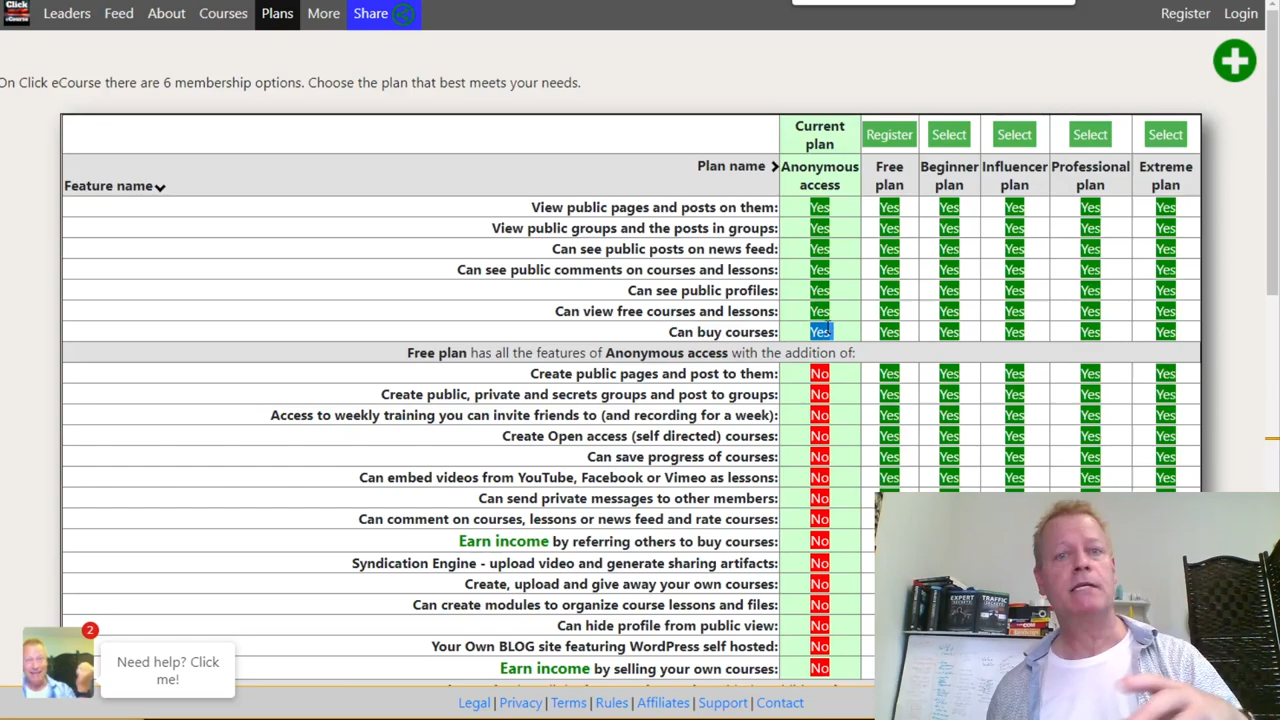 Click
eCourse
Leaders Feed About Courses Plans More Share Register Login
On Click eCourse there are 6 membership options. Choose the plan that best meets your needs.
Current plan Register Select Select Select Select
Feature name Plan name Anonymous access Free plan Beginner plan Influencer plan Professional plan Extreme plan
View public pages and posts on them: Yes Yes Yes Yes Yes Yes
View public groups and the posts in groups: Yes Yes Yes Yes Yes Yes
Can see public posts on news feed: Yes Yes Yes Yes Yes Yes
Can see public comments on courses and lessons: Yes Yes Yes Yes Yes Yes
Can see public profiles: Yes Yes Yes Yes Yes Yes
Can view free courses and lessons: Yes Yes Yes Yes Yes Yes
Can buy courses: Yes Yes Yes Yes Yes Yes
Free plan has all the features of Anonymous access with the addition of:
Create public pages and post to them: No Yes Yes Yes Yes Yes
Create public, private and secrets groups and post to groups: No Yes Yes Yes Yes Yes
Access to weekly training you can invite friends to (and recording for a week): No Yes Yes Yes Yes Yes
Create Open access (self directed) courses: No Yes Yes Yes Yes Yes
Can save progress of courses: No Yes Yes Yes Yes Yes
Can embed videos from YouTube, Facebook or Vimeo as lessons: No Yes Yes Yes Yes Yes
Can send private messages to other members: No
Can comment on courses, lessons or news feed and rate courses: No
Earn income by referring others to buy courses: No
Syndication Engine - upload video and generate sharing artifacts: No
Create, upload and give away your own courses: No
Can create modules to organize course lessons and files: No
Can hide profile from public view: No
Your Own BLOG site featuring WordPress self hosted: No
Earn income by selling your own courses: No
2
Need help? Click
me!
EXPERT
SECRETS
TRAFFIC
SECRETS
Legal | Privacy | Terms | Rules | Affiliates | Support | Contact